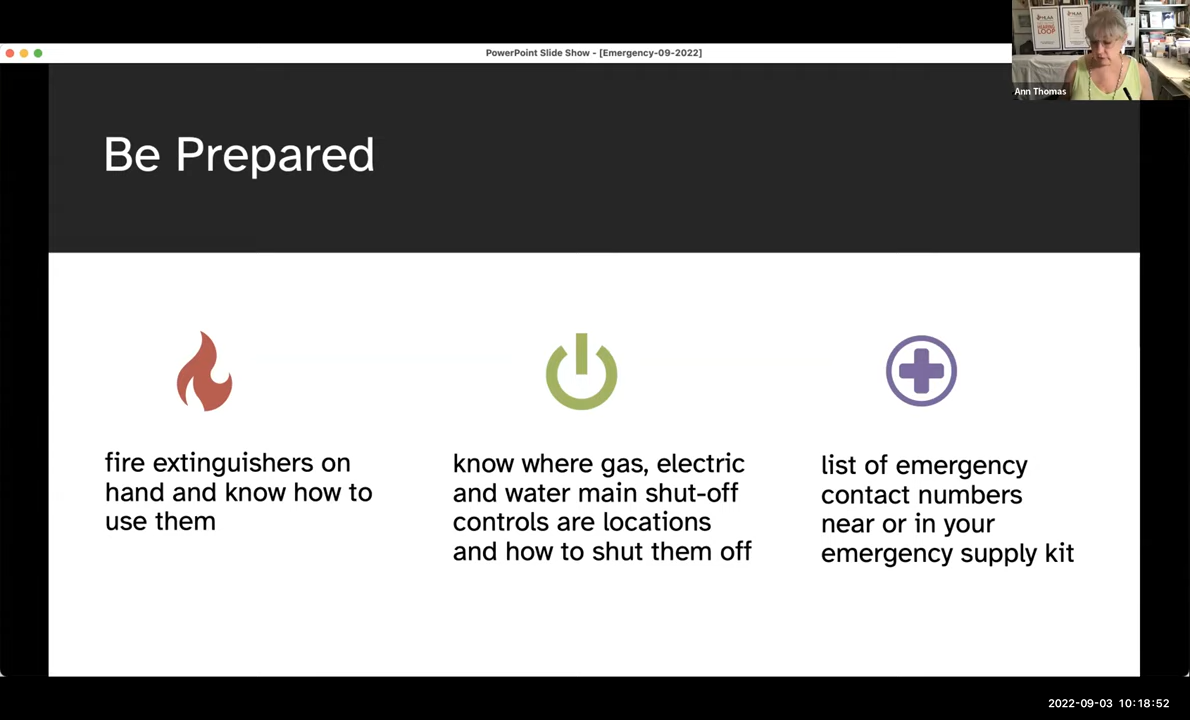 PowerPoint Slide Show - [Emergency-09-2022]
Ann Thomas
Be Prepared
fire extinguishers on
hand and know how to
use them
know where gas, electric
and water main shut-off
controls are locations
and how to shut them off
list of emergency
contact numbers
near or in your
emergency supply kit
2022-09-03 10:18:52